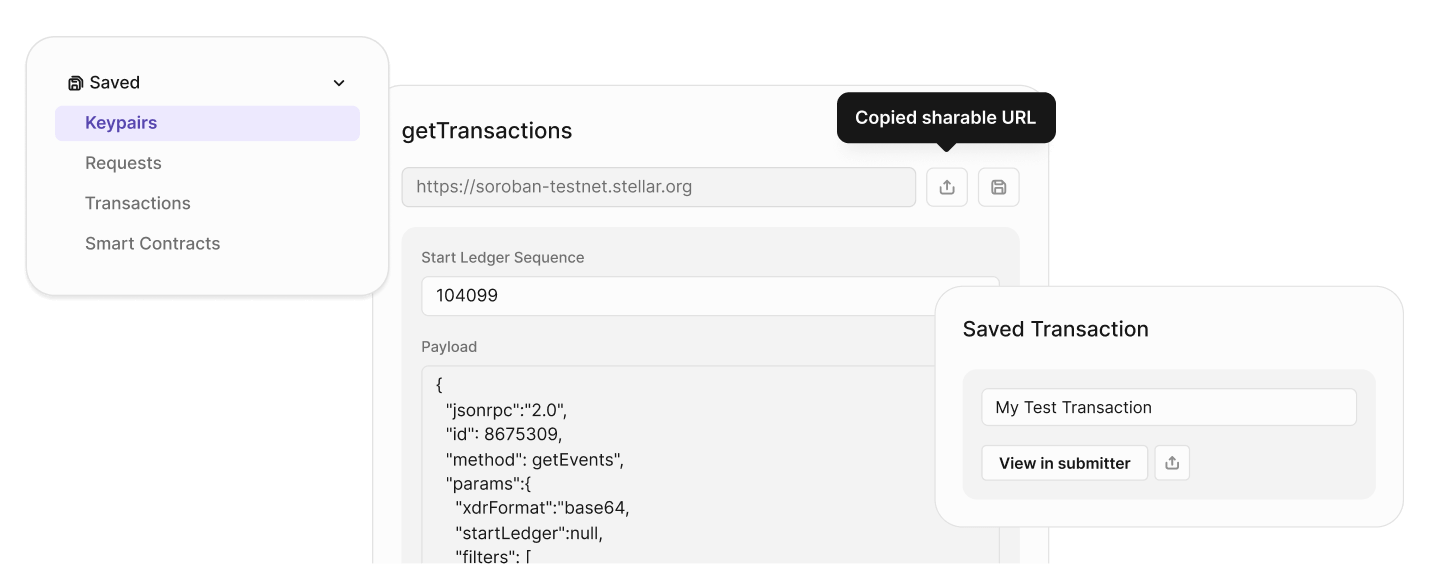 Saved
Keypairs
Requests
Transactions
Smart Contracts
getTransactions
Copied sharable URL
https://soroban-testnet.stellar.org
Start Ledger Sequence
104099
Payload
{
"jsonrpc":"2.0",
"id": 8675309,
"method": getEvents",
"params":{
"xdrFormat":"base64,
"startLedger":null,
"filters": [
Saved Transaction
My Test Transaction
View in submitter